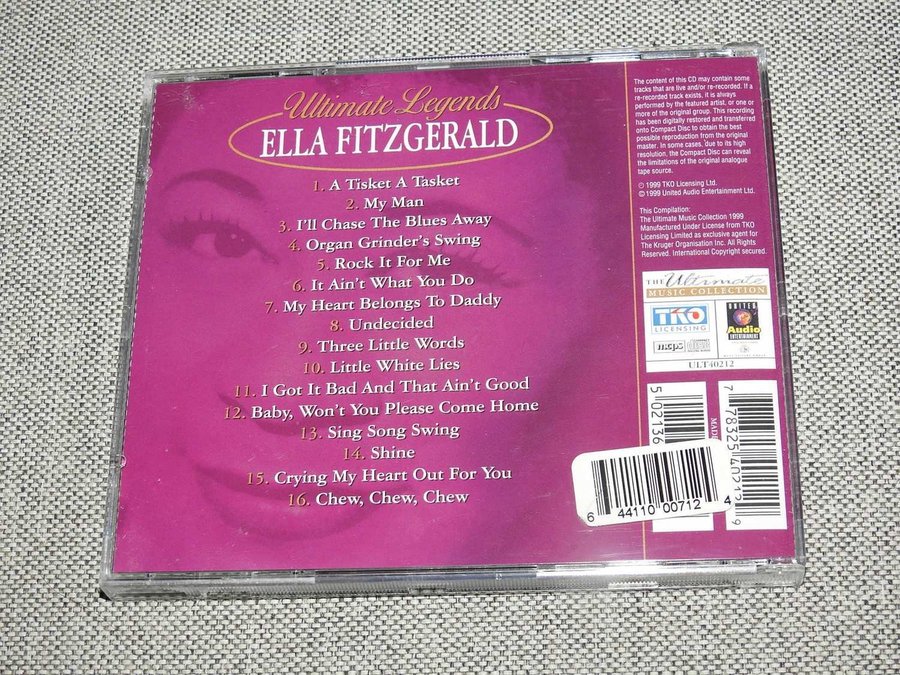 Ultimate Legends
ELLA FITZGERALD
1. A Tisket A Tasket
2. My Man
3. I'll Chase The Blues Away
4. Organ Grinder's Swing
5. Rock It For Me
6. It Ain't What You Do
7. My Heart Belongs To Daddy
8. Undecided
9. Three Little Words
10. Little White Lies
11. I Got It Bad And That Ain't Good
12. Baby, Won't You Please Come Home
13. Sing Song Swing
14. Shine
15. Crying My Heart Out For You
16. Chew, Chew, Chew
The content of this CD may contain some
tracks that are live and/or re-recorded. If a
re-recorded track exists, it is always
performed by the featured artist, or one or
more of the original group. This recording
has been digitally restored and transferred
onto Compact Disc to obtain the best
possible reproduction from the original
master. In some cases, due to its high
resolution, the Compact Disc can reveal
the limitations of the original analogue
tape source.
℗ 1999 TKO Licensing Ltd.
© 1999 United Audio Entertainment Ltd.
This Compilation:
The Ultimate Music Collection 1999
Manufactured Under License from TKO
Licensing Limited as exclusive agent for
The Kruger Organisation Inc. All Rights
Reserved. International Copyright secured.
THE Ultimate
MUSIC COLLECTION
TKO
LICENSING
UNITED
Audio
ENTERTAINMENT
mcps
ULT40212
5 02136
7 78325 40212 9
MADE
6 44110 00712 4